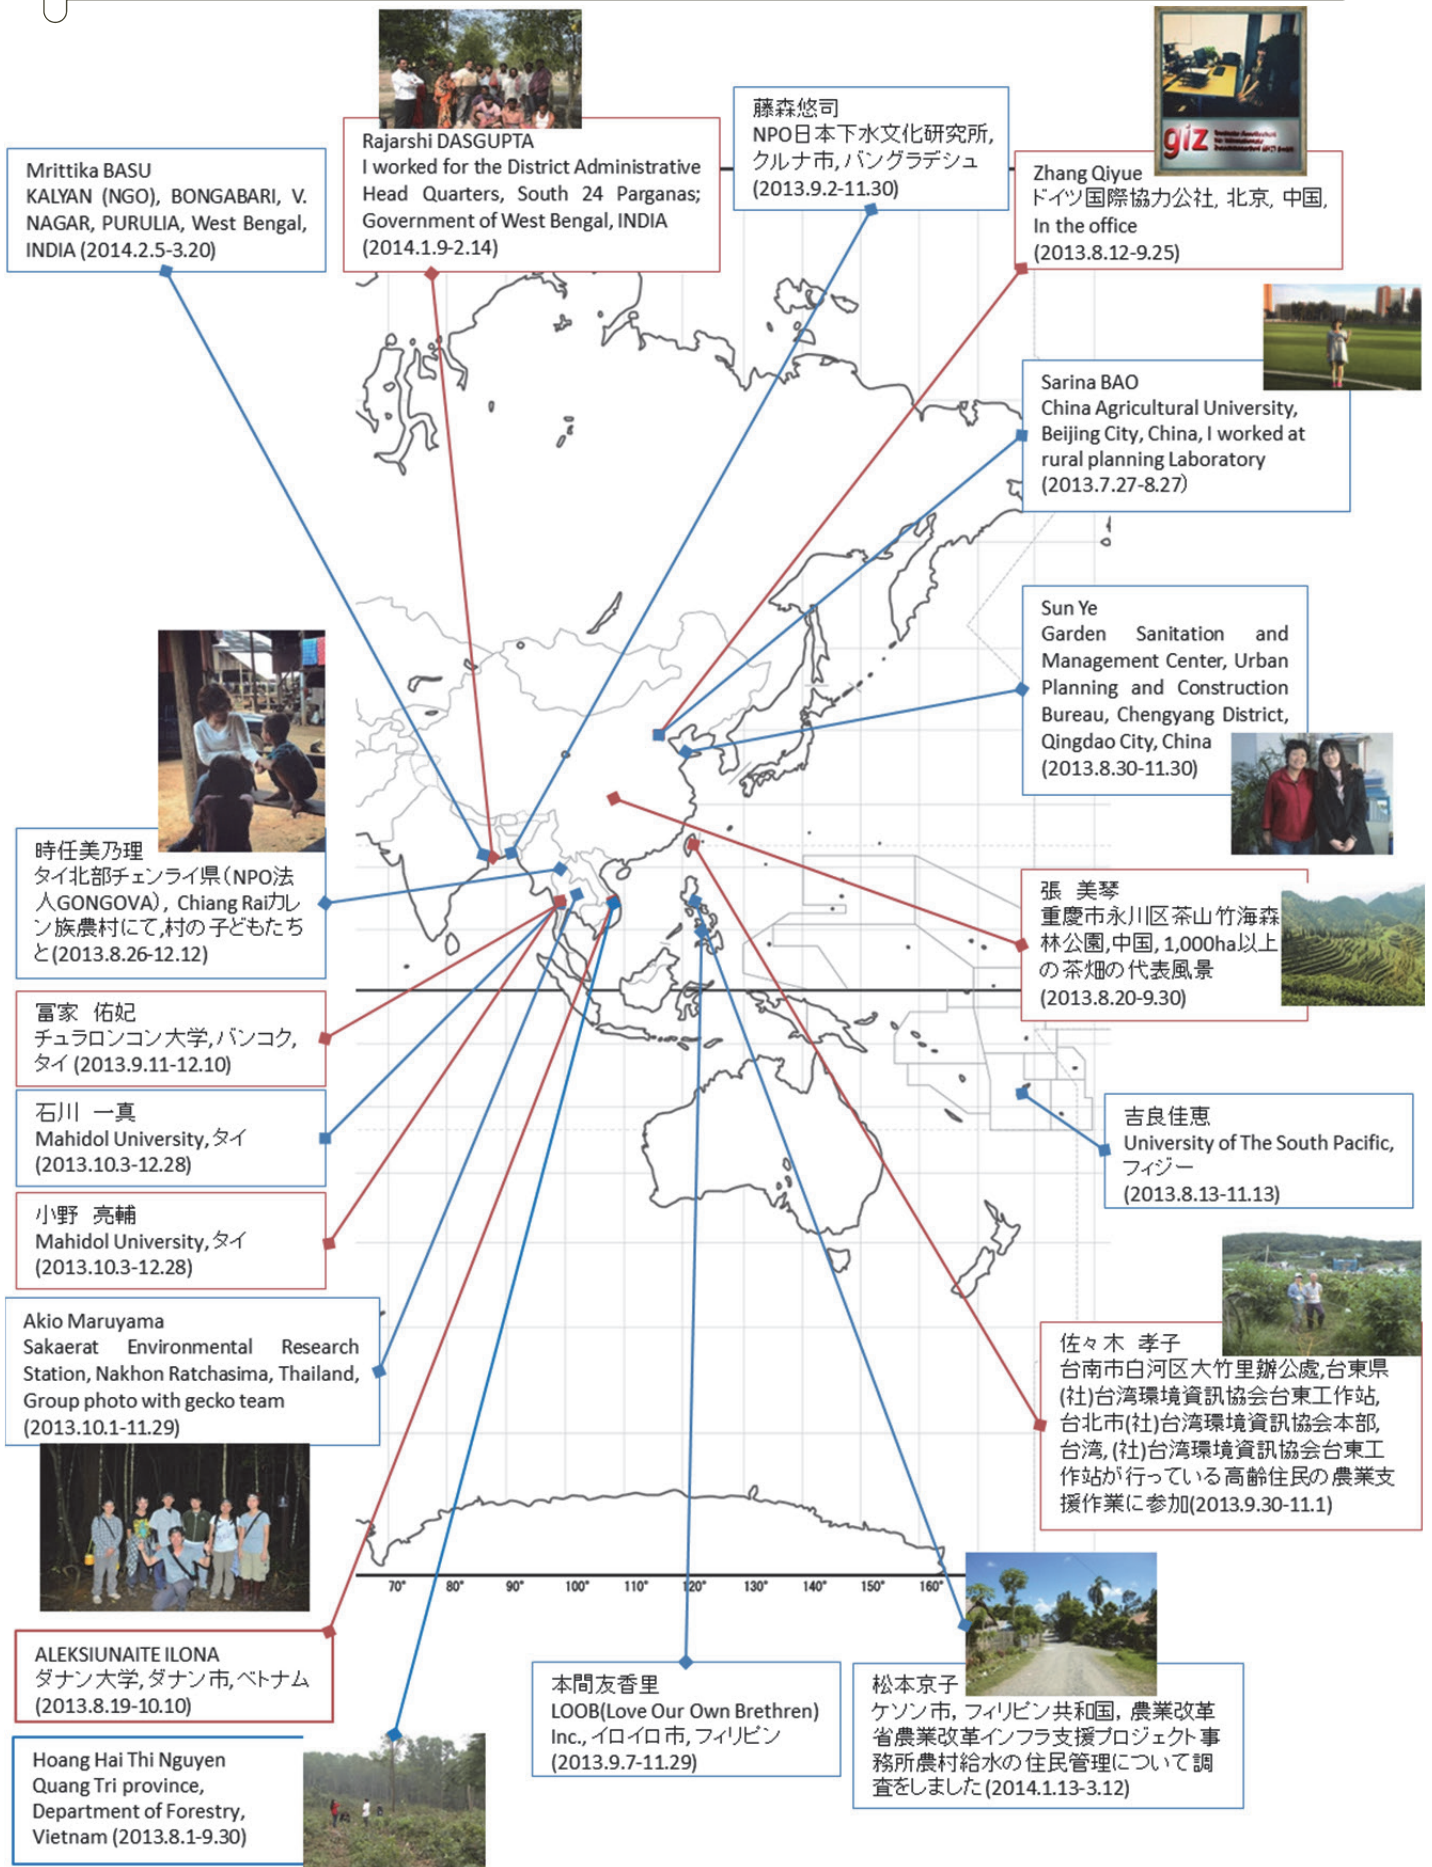 Mrittika BASU
KALYAN (NGO), BONGABARI, V.
NAGAR, PURULIA, West Bengal,
INDIA (2014.2.5-3.20)
Rajarshi DASGUPTA
I worked for the District Administrative
Head Quarters, South 24 Parganas;
Government of West Bengal, INDIA
(2014.1.9-2.14)
藤森悠司
NPO日本下水文化研究所,
クルナ市, バングラデシュ
(2013.9.2-11.30)
giz
Zhang Qiyue
ドイツ国際協力公社, 北京, 中国,
In the office
(2013.8.12-9.25)
Sarina BAO
China Agricultural University,
Beijing City, China, I worked at
rural planning Laboratory
(2013.7.27-8.27)
Sun Ye
Garden Sanitation and
Management Center, Urban
Planning and Construction
Bureau, Chengyang District,
Qingdao City, China
(2013.8.30-11.30)
時任美乃理
タイ北部チェンライ県(NPO法
人GONGOVA), Chiang Raiカレ
ン族農村にて,村の子どもたち
と(2013.8.26-12.12)
張 美琴
重慶市永川区茶山竹海森
林公園,中国, 1,000ha以上
の茶畑の代表風景
(2013.8.20-9.30)
冨家 佑妃
チュラロンコン大学,バンコク,
タイ (2013.9.11-12.10)
石川 一真
Mahidol University,タイ
(2013.10.3-12.28)
吉良佳恵
University of The South Pacific,
フィジー
(2013.8.13-11.13)
小野 亮輔
Mahidol University,タイ
(2013.10.3-12.28)
Akio Maruyama
Sakaerat Environmental Research
Station, Nakhon Ratchasima, Thailand,
Group photo with gecko team
(2013.10.1-11.29)
佐々木 孝子
台南市白河区大竹里辦公處,台東県
(社)台湾環境資訊協会台東工作站,
台北市(社)台湾環境資訊協会本部,
台湾, (社)台湾環境資訊協会台東工
作站が行っている高齢住民の農業支
援作業に参加(2013.9.30-11.1)
70° 80° 90° 100° 110° 120° 130° 140° 150° 160°
ALEKSIUNAITE ILONA
ダナン大学,ダナン市,ベトナム
(2013.8.19-10.10)
本間友香里
LOOB(Love Our Own Brethren)
Inc., イロイロ市, フィリピン
(2013.9.7-11.29)
松本京子
ケソン市, フィリピン共和国, 農業改革
省農業改革インフラ支援プロジェクト事
務所農村給水の住民管理について調
査をしました(2014.1.13-3.12)
Hoang Hai Thi Nguyen
Quang Tri province,
Department of Forestry,
Vietnam (2013.8.1-9.30)